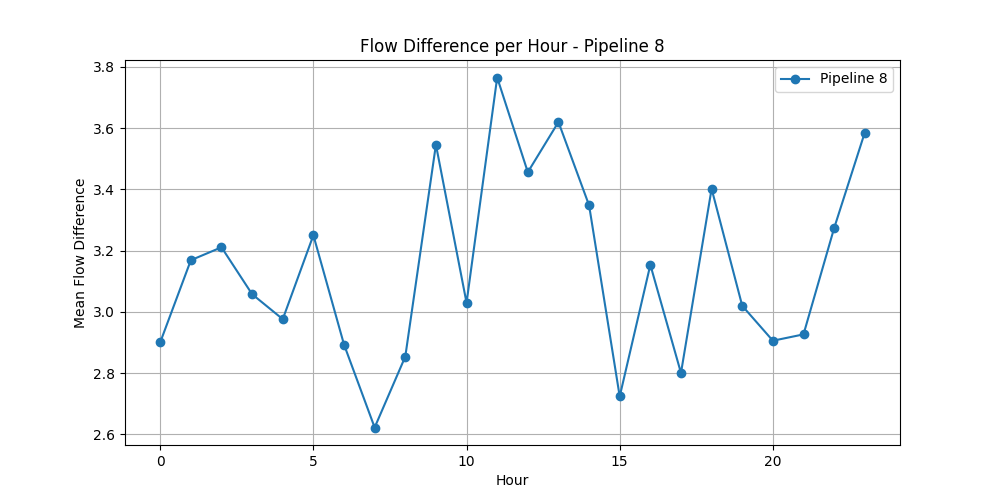 Flow Difference per Hour - Pipeline 8
Pipeline 8
Mean Flow Difference
3.8
3.6
3.4
3.2
3.0
2.8
2.6
0 5 10 15 20
Hour